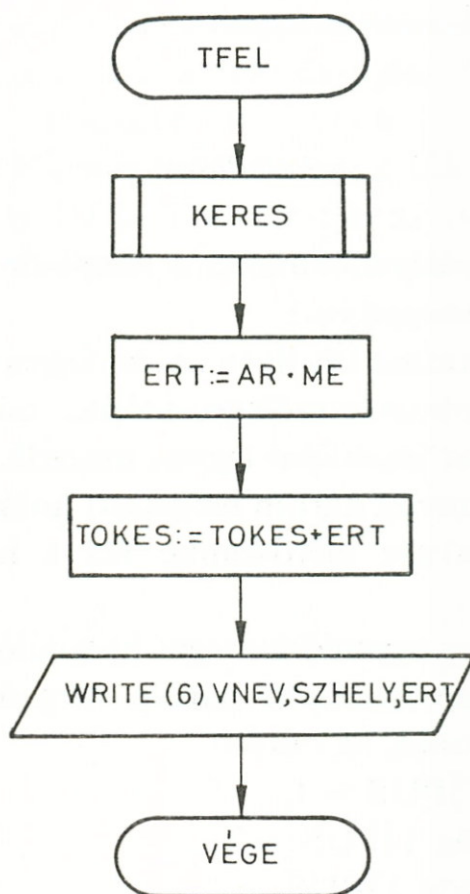 TFEL
KERES
ERT:= AR · ME
TOKES:= TOKES+ERT
WRITE (6) VNEV,SZHELY,ERT
VÉGE